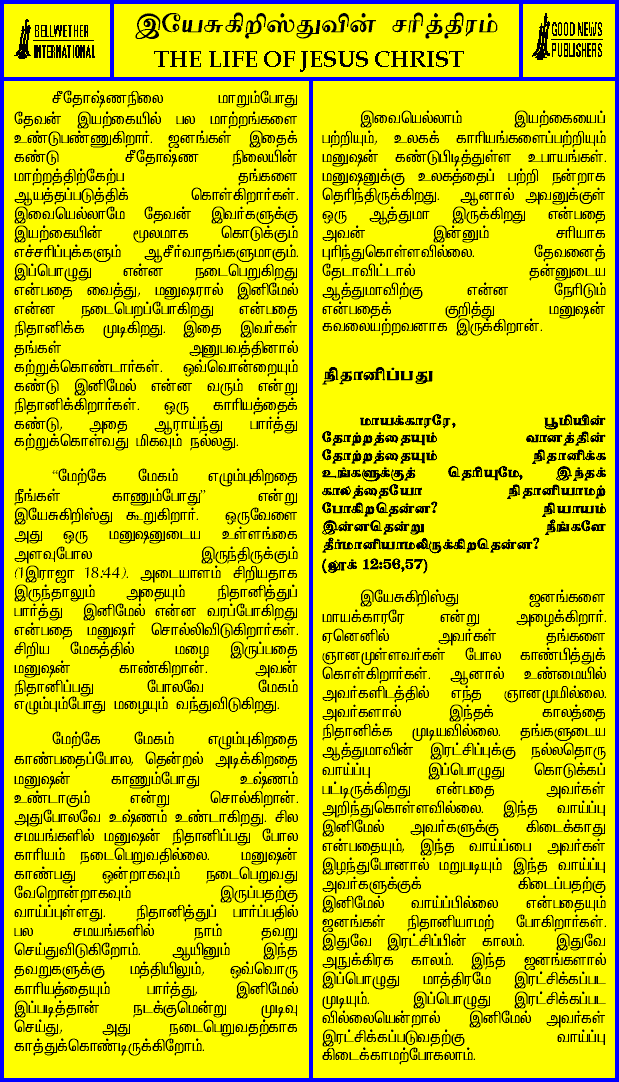 BELLWETHER
INTERNATIONAL
இயேசுகிறிஸ்துவின் சரித்திரம்
THE LIFE OF JESUS CHRIST
GOOD NEWS
PUBLISHERS
சீதோஷ்ணநிலை மாறும்போது
தேவன் இயற்கையில் பல மாற்றங்களை
உண்டுபண்ணுகிறார். ஜனங்கள் இதைக்
கண்டு சீதோஷ்ண நிலையின்
மாற்றத்திற்கேற்ப தங்களை
ஆயத்தப்படுத்திக் கொள்கிறார்கள்.
இவையெல்லாமே தேவன் இவர்களுக்கு
இயற்கையின் மூலமாக கொடுக்கும்
எச்சரிப்புக்களும் ஆசீர்வாதங்களுமாகும்.
இப்பொழுது என்ன நடைபெறுகிறது
என்பதை வைத்து, மனுஷரால் இனிமேல்
என்ன நடைபெறப்போகிறது என்பதை
நிதானிக்க முடிகிறது. இதை இவர்கள்
தங்கள் அனுபவத்தினால்
கற்றுக்கொண்டார்கள். ஒவ்வொன்றையும்
கண்டு இனிமேல் என்ன வரும் என்று
நிதானிக்கிறார்கள். ஒரு காரியத்தைக்
கண்டு, அதை ஆராய்ந்து பார்த்து
கற்றுக்கொள்வது மிகவும் நல்லது.
“மேற்கே மேகம் எழும்புகிறதை
நீங்கள் காணும்போது” என்று
இயேசுகிறிஸ்து கூறுகிறார். ஒருவேளை
அது ஒரு மனுஷனுடைய உள்ளங்கை
அளவுபோல இருந்திருக்கும்
(1இராஜா 18:44). அடையாளம் சிறியதாக
இருந்தாலும் அதையும் நிதானித்துப்
பார்த்து இனிமேல் என்ன வரப்போகிறது
என்பதை மனுஷர் சொல்லிவிடுகிறார்கள்.
சிறிய மேகத்தில் மழை இருப்பதை
மனுஷன் காண்கிறான். அவன்
நிதானிப்பது போலவே மேகம்
எழும்பும்போது மழையும் வந்துவிடுகிறது.
மேற்கே மேகம் எழும்புகிறதை
காண்பதைப்போல, தென்றல் அடிக்கிறதை
மனுஷன் காணும்போது உஷ்ணம்
உண்டாகும் என்று சொல்கிறான்.
அதுபோலவே உஷ்ணம் உண்டாகிறது. சில
சமயங்களில் மனுஷன் நிதானிப்பது போல
காரியம் நடைபெறுவதில்லை. மனுஷன்
காண்பது ஒன்றாகவும் நடைபெறுவது
வேறொன்றாகவும் இருப்பதற்கு
வாய்ப்புள்ளது. நிதானித்துப் பார்ப்பதில்
பல சமயங்களில் நாம் தவறு
செய்துவிடுகிறோம். ஆயினும் இந்த
தவறுகளுக்கு மத்தியிலும், ஒவ்வொரு
காரியத்தையும் பார்த்து, இனிமேல்
இப்படித்தான் நடக்குமென்று முடிவு
செய்து, அது நடைபெறுவதற்காக
காத்துக்கொண்டிருக்கிறோம்.
இவையெல்லாம் இயற்கையைப்
பற்றியும், உலகக் காரியங்களைப்பற்றியும்
மனுஷன் கண்டுபிடித்துள்ள உபாயங்கள்.
மனுஷனுக்கு உலகத்தைப் பற்றி நன்றாக
தெரிந்திருக்கிறது. ஆனால் அவனுக்குள்
ஒரு ஆத்துமா இருக்கிறது என்பதை
அவன் இன்னும் சரியாக
புரிந்துகொள்ளவில்லை. தேவனைத்
தேடாவிட்டால் தன்னுடைய
ஆத்துமாவிற்கு என்ன நேரிடும்
என்பதைக் குறித்து மனுஷன்
கவலையற்றவனாக இருக்கிறான்.
நிதானிப்பது
மாயக்காரரே, பூமியின்
தோற்றத்தையும் வானத்தின்
தோற்றத்தையும் நிதானிக்க
உங்களுக்குத் தெரியுமே, இந்தக்
காலத்தையோ நிதானியாமற்
போகிறதென்ன? நியாயம்
இன்னதென்று நீங்களே
தீர்மானியாமலிருக்கிறதென்ன?
(லூக் 12:56,57)
இயேசுகிறிஸ்து ஜனங்களை
மாயக்காரரே என்று அழைக்கிறார்.
ஏனெனில் அவர்கள் தங்களை
ஞானமுள்ளவர்கள் போல காண்பித்துக்
கொள்கிறார்கள். ஆனால் உண்மையில்
அவர்களிடத்தில் எந்த ஞானமுமில்லை.
அவர்களால் இந்தக் காலத்தை
நிதானிக்க முடியவில்லை. தங்களுடைய
ஆத்துமாவின் இரட்சிப்புக்கு நல்லதொரு
வாய்ப்பு இப்பொழுது கொடுக்கப்
பட்டிருக்கிறது என்பதை அவர்கள்
அறிந்துகொள்ளவில்லை. இந்த வாய்ப்பு
இனிமேல் அவர்களுக்கு கிடைக்காது
என்பதையும், இந்த வாய்ப்பை அவர்கள்
இழந்துபோனால் மறுபடியும் இந்த வாய்ப்பு
அவர்களுக்குக் கிடைப்பதற்கு
இனிமேல் வாய்ப்பில்லை என்பதையும்
ஜனங்கள் நிதானியாமற் போகிறார்கள்.
இதுவே இரட்சிப்பின் காலம். இதுவே
அநுக்கிரக காலம். இந்த ஜனங்களால்
இப்பொழுது மாத்திரமே இரட்சிக்கப்பட
முடியும். இப்பொழுது இரட்சிக்கப்பட
வில்லையென்றால் இனிமேல் அவர்கள்
இரட்சிக்கப்படுவதற்கு வாய்ப்பு
கிடைக்காமற்போகலாம்.